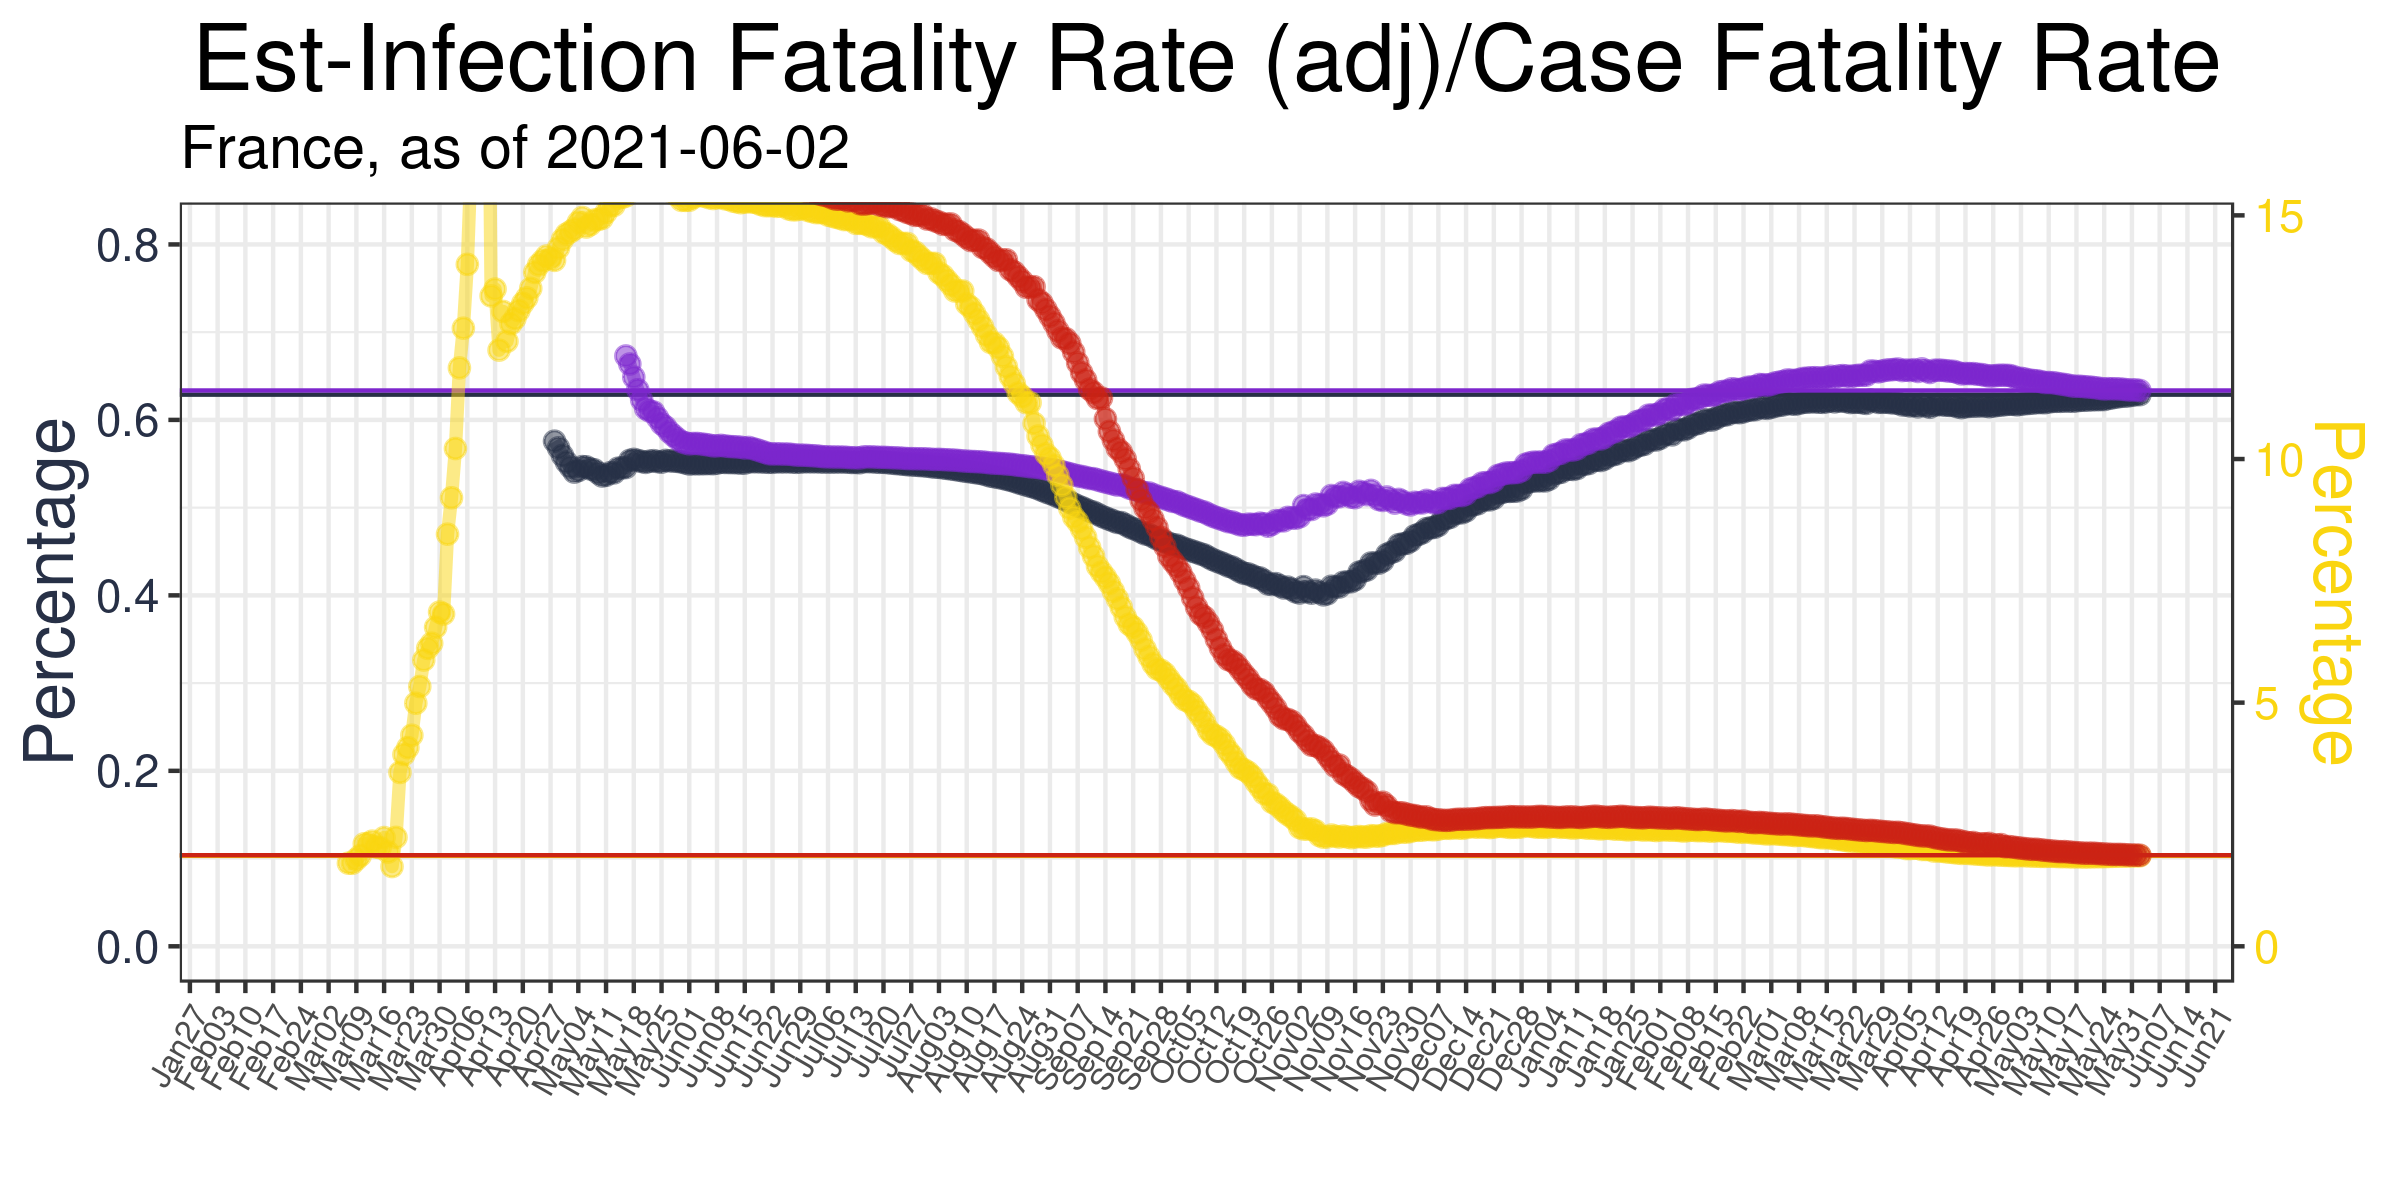 Est-Infection Fatality Rate (adj)/Case Fatality Rate
France, as of 2021-06-02
Percentage
0.8
0.6
0.4
0.2
0.0
15
10
5
0
Percentage
Jan27
Feb03
Feb10
Feb17
Feb24
Mar02
Mar09
Mar16
Mar23
Mar30
Apr06
Apr13
Apr20
Apr27
May04
May11
May18
May25
Jun01
Jun08
Jun15
Jun22
Jun29
Jul06
Jul13
Jul20
Jul27
Aug03
Aug10
Aug17
Aug24
Aug31
Sep07
Sep14
Sep21
Sep28
Oct05
Oct12
Oct19
Oct26
Nov02
Nov09
Nov16
Nov23
Nov30
Dec07
Dec14
Dec21
Dec28
Jan04
Jan11
Jan18
Jan25
Feb01
Feb08
Feb15
Feb22
Mar01
Mar08
Mar15
Mar22
Mar29
Apr05
Apr12
Apr19
Apr26
May03
May10
May17
May24
May31
Jun07
Jun14
Jun21